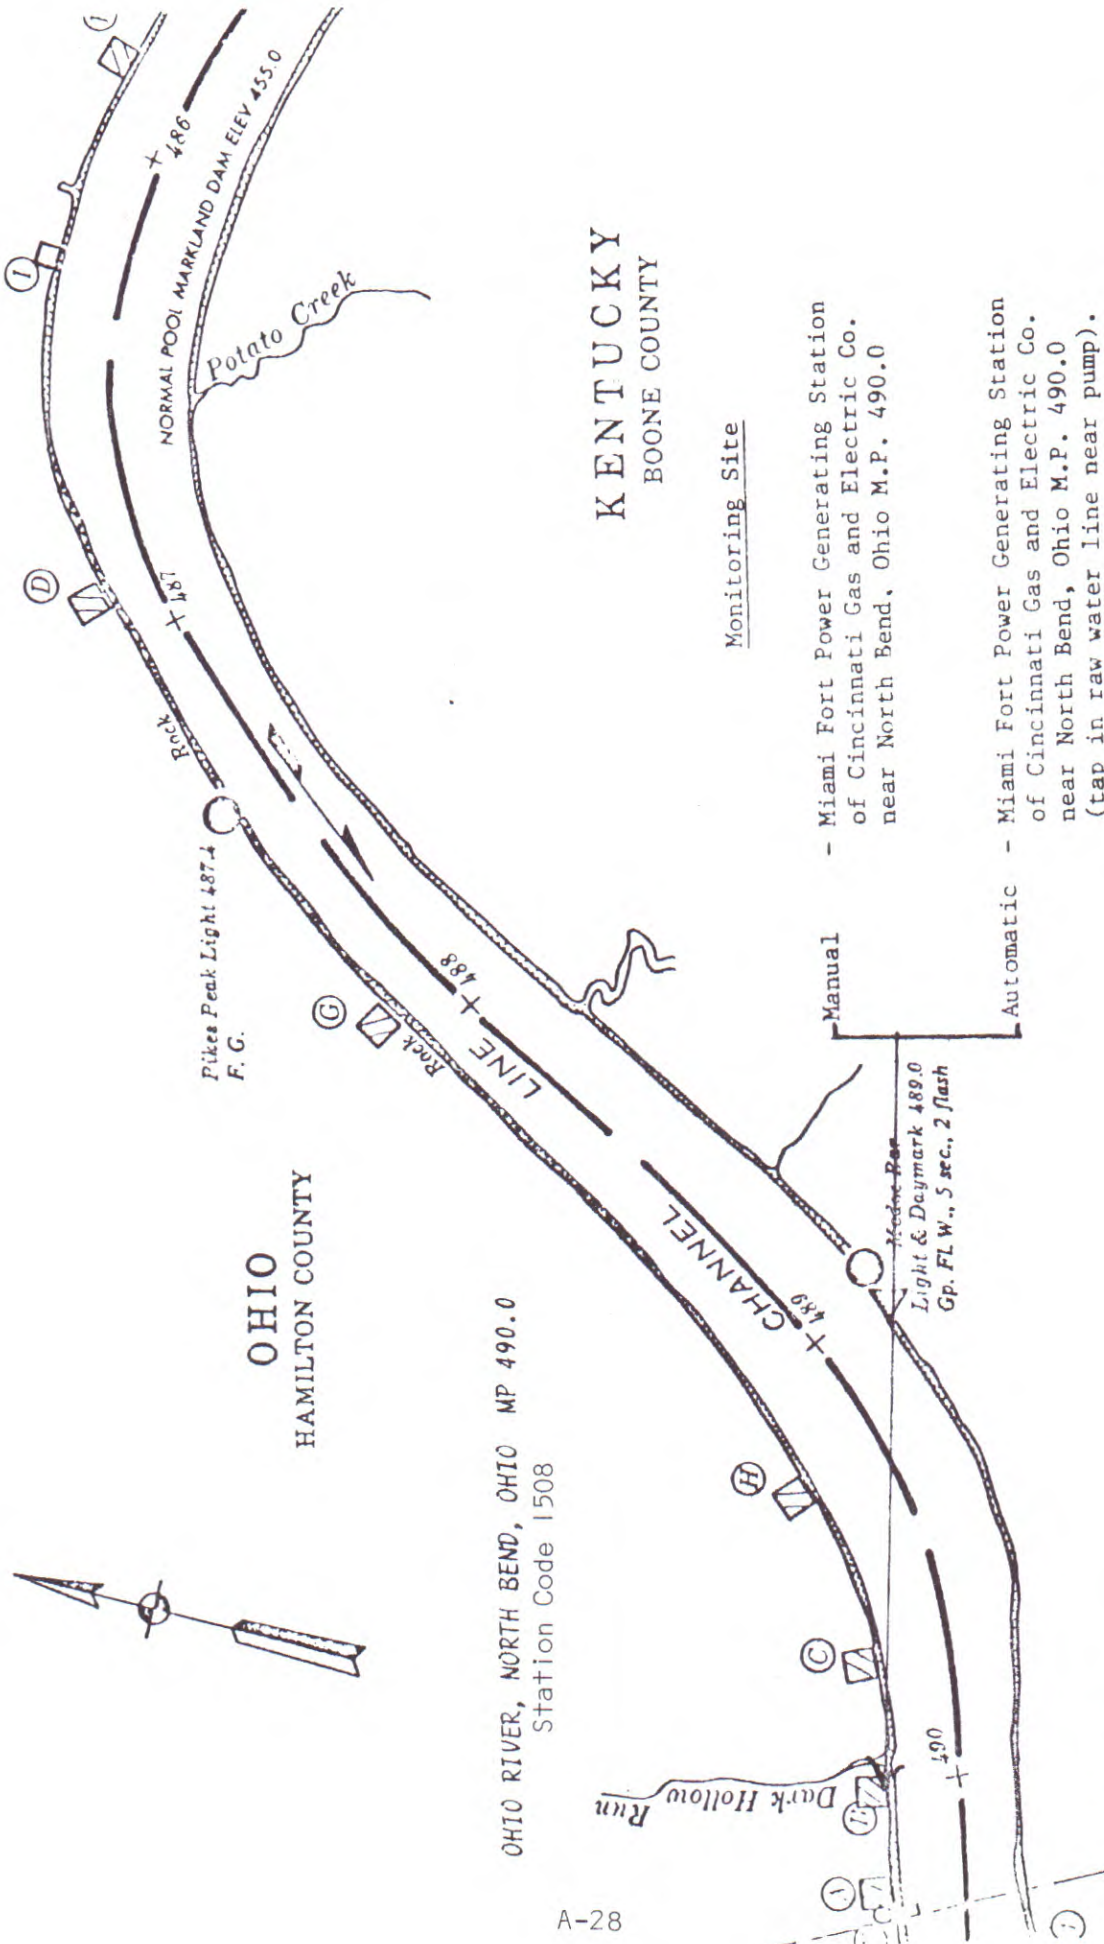 OHIO
HAMILTON COUNTY
OHIO RIVER, NORTH BEND, OHIO MP 490.0
Station Code 1508
Pikes Peak Light 487.4
F. G.
Rock
Rock
D
G
H
C
A
I
J
Dark Hollow
Run
486
487
488
489
490
CHANNEL
LINE
NORMAL POOL MARKLAND DAM ELEV 455.0
Potato Creek
KENTUCKY
BOONE COUNTY
Monitoring Site
Manual - Miami Fort Power Generating Station
of Cincinnati Gas and Electric Co.
near North Bend, Ohio M.P. 490.0
Automatic - Miami Fort Power Generating Station
of Cincinnati Gas and Electric Co.
near North Bend, Ohio M.P. 490.0
(tap in raw water line near pump).
Medoc Bar
Light & Daymark 489.0
Gp. FL W., 5 sec., 2 flash
A-28